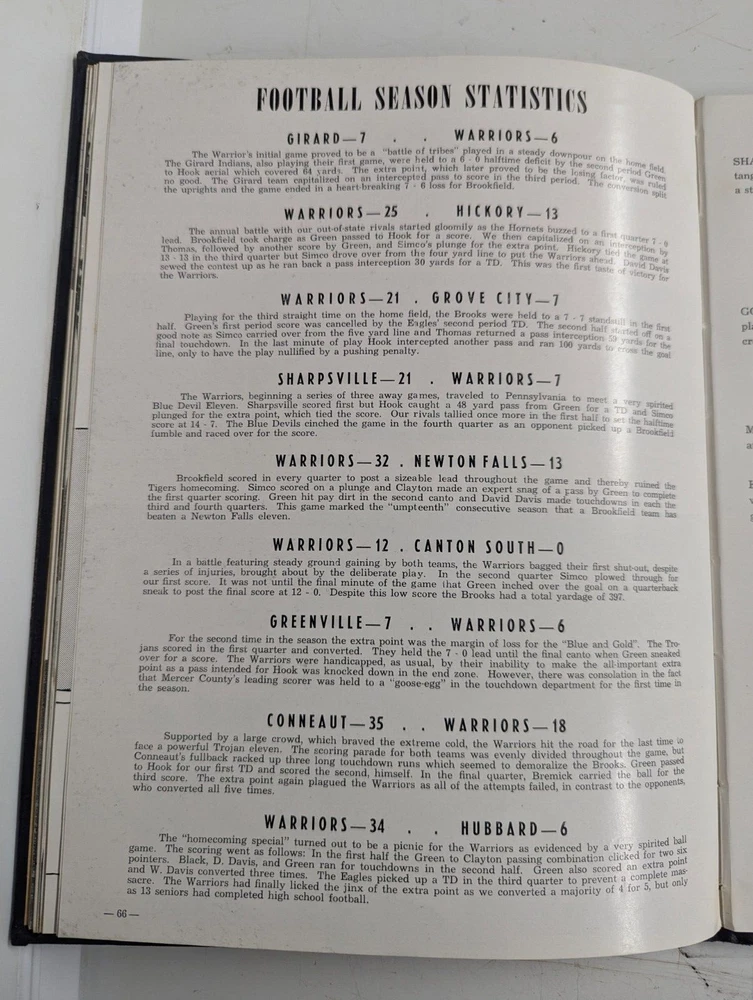 FOOTBALL SEASON STATISTICS
GIRARD—7 . . WARRIORS—6
The Warrior's initial game proved to be a "battle of tribes" played in a steady downpour on the home field.
The Girard Indians, also playing their first game, were held to a 6 - 0 halftime deficit by the second period Green
to Hook aerial which covered 64 yards. The extra point, which later proved to be the losing factor, was ruled
no good. The Girard team capitalized on an intercepted pass to score in the third period. The conversion split
the uprights and the game ended in a heart-breaking 7 - 6 loss for Brookfield.
WARRIORS—25 . HICKORY—13
The annual battle with our out-of-state rivals started gloomily as the Hornets buzzed to a first quarter 7 - 0
lead. Brookfield took charge as Green passed to Hook for a score. We then capitalized on an interception by
Thomas, followed by another score by Green, and Simco's plunge for the extra point. Hickory tied the game at
13 - 13 in the third quarter but Simco drove over from the four yard line to put the Warriors ahead. David Davis
sewed the contest up as he ran back a pass interception 30 yards for a TD. This was the first taste of victory for
the Warriors.
WARRIORS—21 . GROVE CITY—7
Playing for the third straight time on the home field, the Brooks were held to a 7 - 7 standstill in the first
half. Green's first period score was cancelled by the Eagles' second period TD. The second half started off on a
good note as Simco carried over from the five yard line and Thomas returned a pass interception 59 yards for the
final touchdown. In the last minute of play Hook intercepted another pass and ran 100 yards to cross the goal
line, only to have the play nullified by a pushing penalty.
SHARPSVILLE—21 . WARRIORS—7
The Warriors, beginning a series of three away games, traveled to Pennsylvania to meet a very spirited
Blue Devil Eleven. Sharpsville scored first but Hook caught a 48 yard pass from Green for a TD and Simco
plunged for the extra point, which tied the score. Our rivals tallied once more in the first half to set the halftime
score at 14 - 7. The Blue Devils cinched the game in the fourth quarter as an opponent picked up a Brookfield
fumble and raced over for the score.
WARRIORS—32 . NEWTON FALLS—13
Brookfield scored in every quarter to post a sizeable lead throughout the game and thereby ruined the
Tigers homecoming. Simco scored on a plunge and Clayton made an expert snag of a pass by Green to complete
the first quarter scoring. Green hit pay dirt in the second canto and David Davis made touchdowns in each the
third and fourth quarters. This game marked the "umpteenth" consecutive season that a Brookfield team has
beaten a Newton Falls eleven.
WARRIORS—12 . CANTON SOUTH—0
In a battle featuring steady ground gaining by both teams, the Warriors bagged their first shut-out, despite
a series of injuries, brought about by the deliberate play. In the second quarter Simco plowed through for
our first score. It was not until the final minute of the game that Green inched over the goal on a quarterback
sneak to post the final score at 12 - 0. Despite this low score the Brooks had a total yardage of 397.
GREENVILLE—7 . . WARRIORS—6
For the second time in the season the extra point was the margin of loss for the "Blue and Gold". The Tro-
jans scored in the first quarter and converted. They held the 7 - 0 lead until the final canto when Green sneaked
over for a score. The Warriors were handicapped, as usual, by their inability to make the all-important extra
point as a pass intended for Hook was knocked down in the end zone. However, there was consolation in the fact
that Mercer County's leading scorer was held to a "goose-egg" in the touchdown department for the first time in
the season.
CONNEAUT—35 . . WARRIORS—18
Supported by a large crowd, which braved the extreme cold, the Warriors hit the road for the last time to
face a powerful Trojan eleven. The scoring parade for both teams was evenly divided throughout the game, but
Conneaut's fullback racked up three long touchdown runs which seemed to demoralize the Brooks. Green passed
to Hook for our first TD and scored the second, himself. In the final quarter, Bremick carried the ball for the
third score. The extra point again plagued the Warriors as all of the attempts failed, in contrast to the opponents,
who converted all five times.
WARRIORS—34 . . HUBBARD—6
The "homecoming special" turned out to be a picnic for the Warriors as evidenced by a very spirited ball
game. The scoring went as follows: In the first half the Green to Clayton passing combination clicked for two six
pointers. Black, D. Davis, and Green ran for touchdowns in the second half. Green also scored an extra point
and W. Davis converted three times. The Eagles picked up a TD in the third quarter to prevent a complete mas-
sacre. The Warriors had finally licked the jinx of the extra point as we converted a majority of 4 for 5, but only
as 13 seniors had completed high school football.
— 66 —
SHA
tang
a st
GO
pla
cr
M